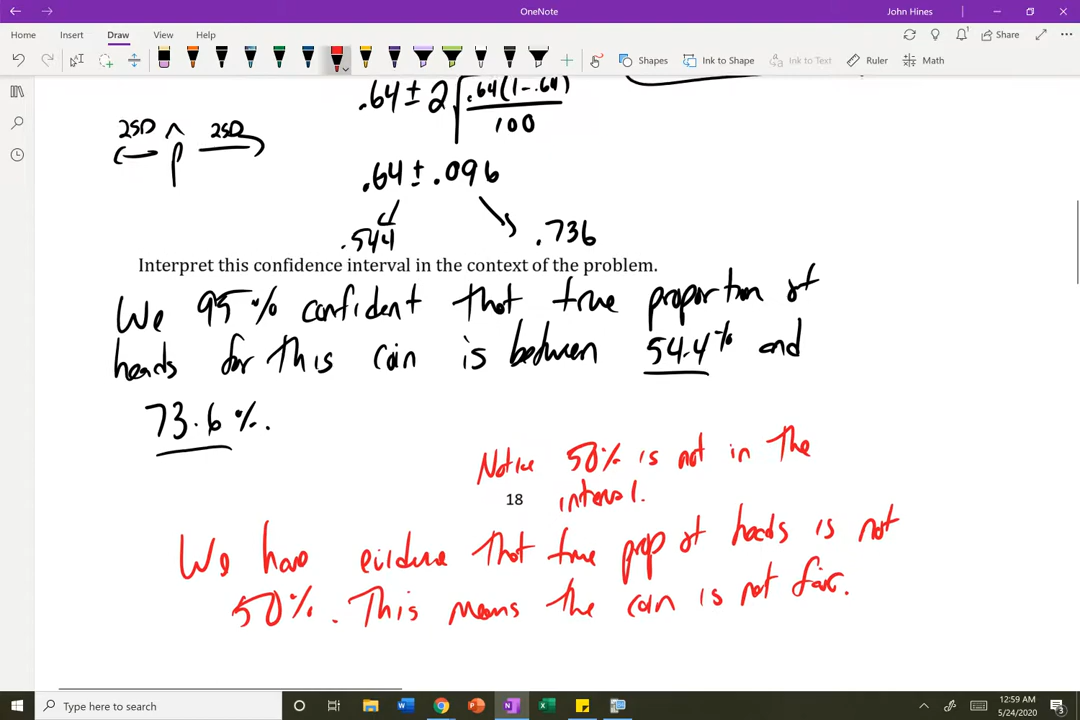 OneNote
John Hines
Home Insert Draw View Help
Share
Shapes Ink to Shape Ink to Text Ruler Math
.64 ± 2 √ .64(1-.64)
100
2SD p̂ 2SD
.64 ± .096
.544 .736
Interpret this confidence interval in the context of the problem.
We 95% confident that true proportion of
heads for this coin is between 54.4% and
73.6%.
Notice 50% is not in the
18
interval.
We have evidence that true prop of heads is not
50%. This means the coin is not fair.
Type here to search
12:59 AM
5/24/2020
3